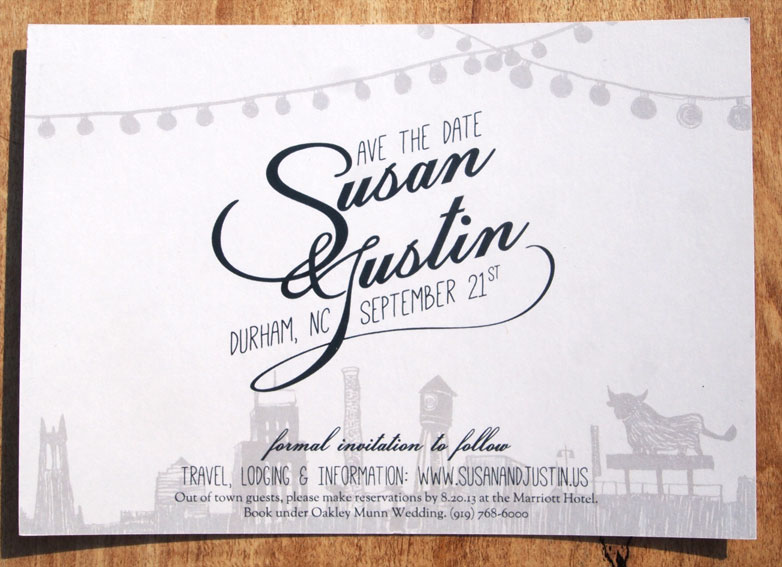 SAVE THE DATE
Susan
& Justin
DURHAM, NC SEPTEMBER 21ST
formal invitation to follow
TRAVEL, LODGING & INFORMATION: WWW.SUSANANDJUSTIN.US
Out of town guests, please make reservations by 8.20.13 at the Marriott Hotel.
Book under Oakley Munn Wedding. (919) 768-6000